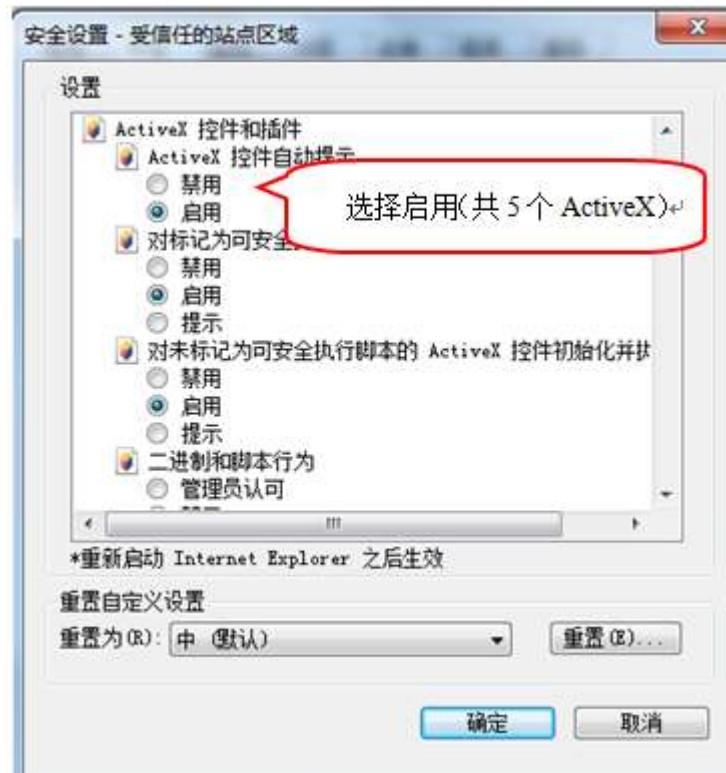 安全设置 - 受信任的站点区域
设置
ActiveX 控件和插件
ActiveX 控件自动提示
禁用
启用
选择启用(共 5 个 ActiveX)↵
对标记为可安全
禁用
启用
提示
对未标记为可安全执行脚本的 ActiveX 控件初始化并执
禁用
启用
提示
二进制和脚本行为
管理员认可
*重新启动 Internet Explorer 之后生效
重置自定义设置
重置为(R): 中 (默认)
重置(E)...
确定
取消